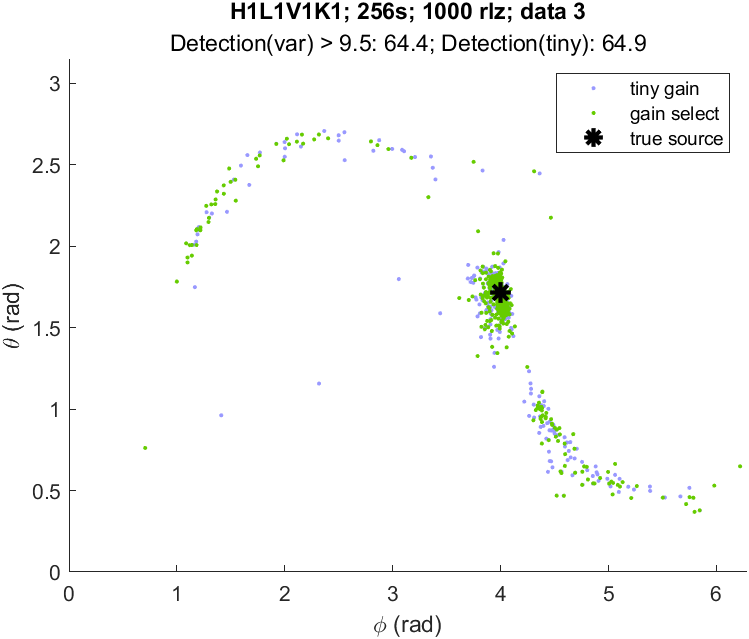 H1L1V1K1; 256s; 1000 rlz; data 3
Detection(var) > 9.5: 64.4; Detection(tiny): 64.9
tiny gain
gain select
true source
3
2.5
2
1.5
1
0.5
0
θ (rad)
0 1 2 3 4 5 6
ϕ (rad)